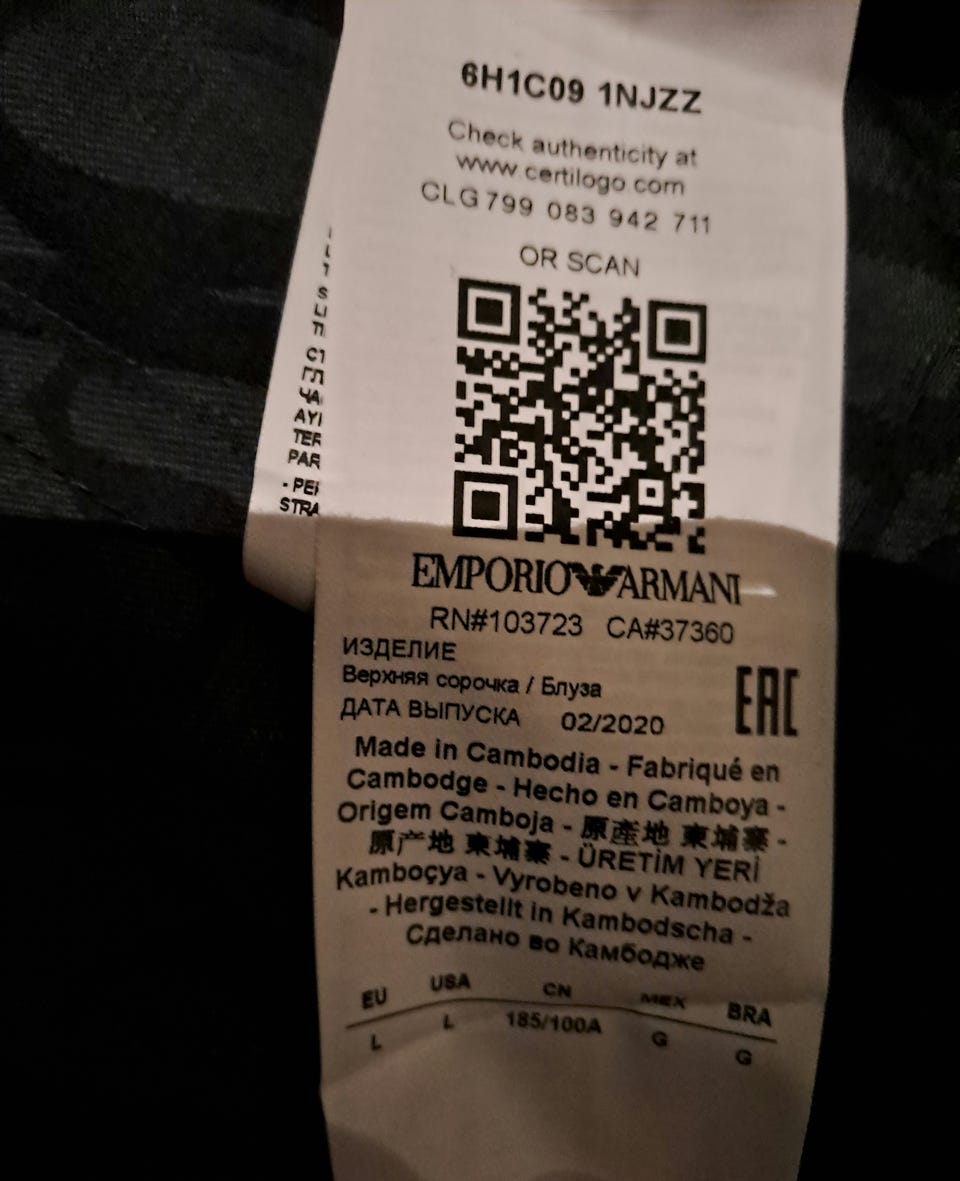 6H1C09 1NJZZ
Check authenticity at
www.certilogo.com
CLG 799 083 942 711
OR SCAN
EMPORIO ARMANI
RN#103723 CA#37360
ИЗДЕЛИЕ
Верхняя сорочка / Блуза
ДАТА ВЫПУСКА 02/2020
EAC
Made in Cambodia - Fabriqué en
Cambodge - Hecho en Camboya -
Origem Camboja - 原產地 柬埔寨 -
原产地 柬埔寨 - ÜRETİM YERİ
Kamboçya - Vyrobeno v Kambodža
- Hergestellt in Kambodscha -
Сделано во Камбодже
EU USA CN MEX BRA
L L 185/100A G G